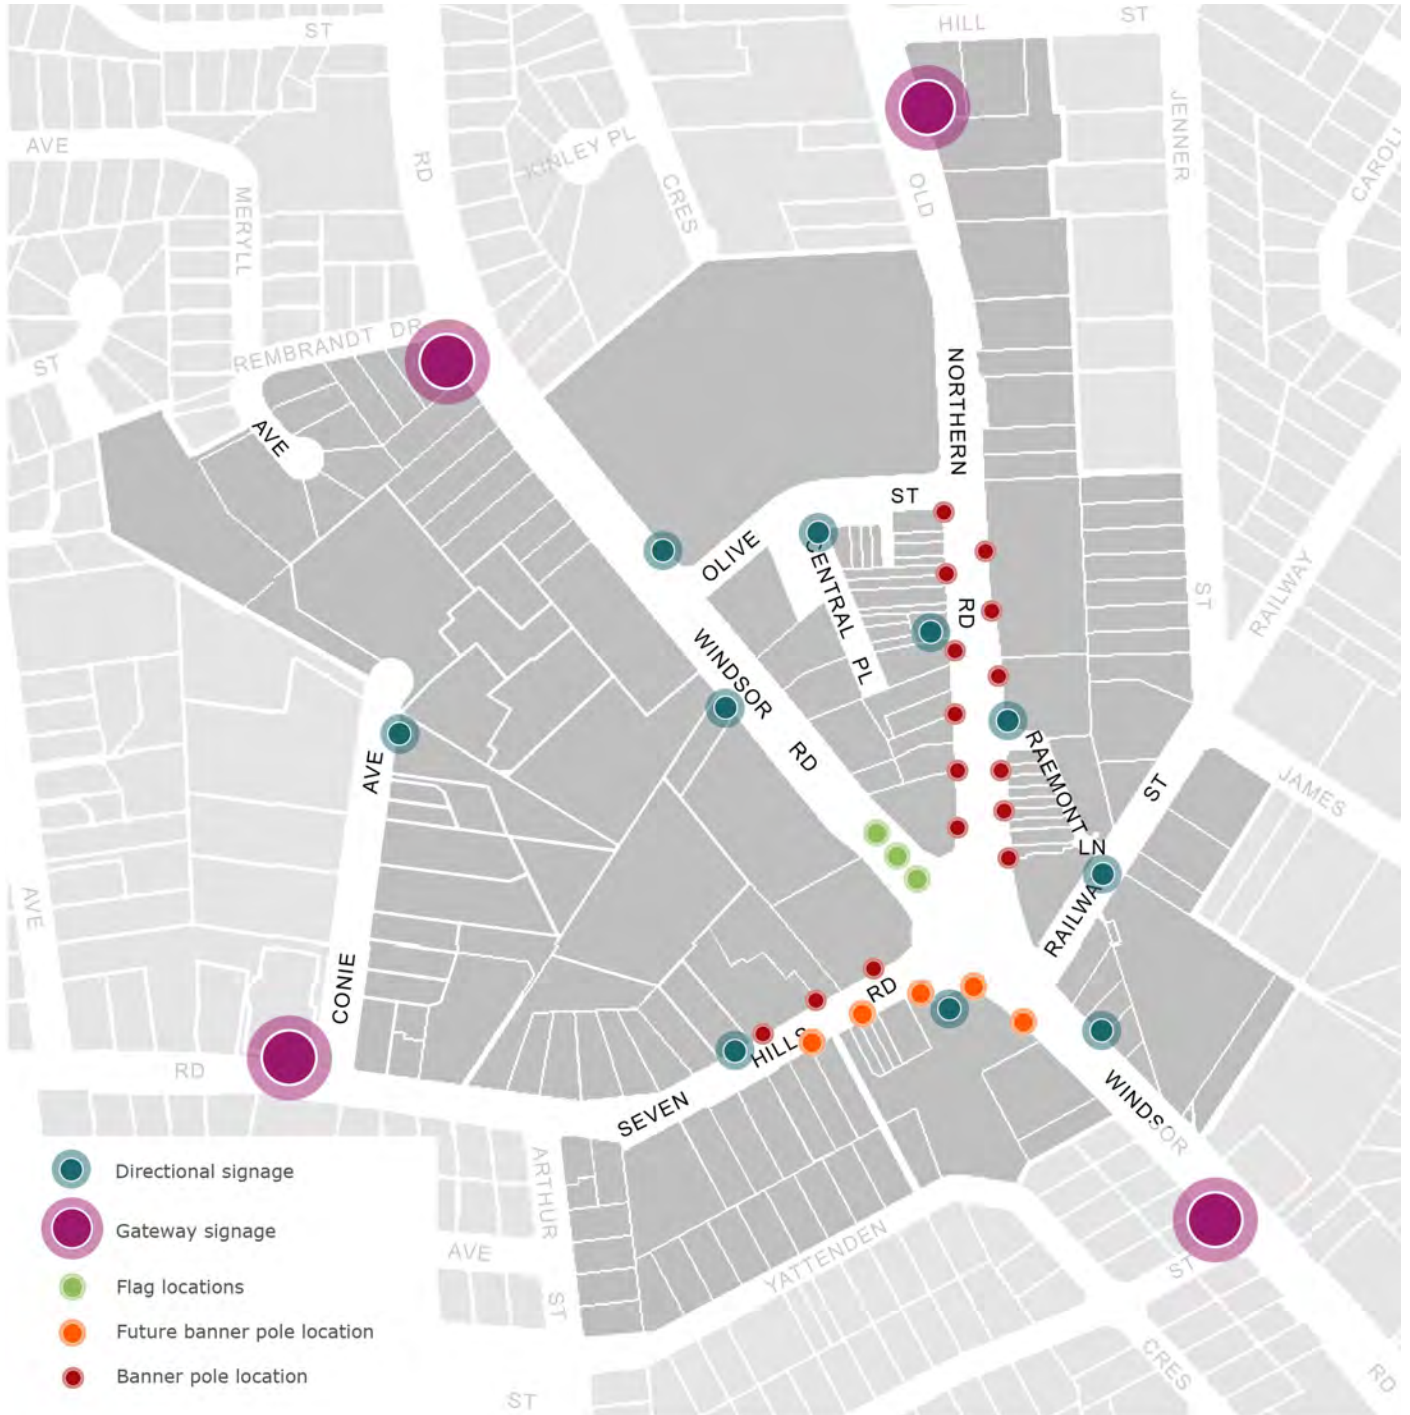 ST
HILL
ST
AVE
RD
KINLEY PL
JENNER
CAROLL
MERYLL
CRES
OLD
REMBRANDT DR
ST
AVE
NORTHERN
ST
OLIVE
CENTRAL PL
RD
ST
RAILWAY
WINDSOR
RD
AVE
RAEMONT
LN
ST
JAMES
AVE
CONIE
RAILWA
RD
RD
HILLS
SEVEN
WINDSOR
ARTHUR
ST
AVE
YATTENDEN
ST
CRES
RD
ST
Directional signage
Gateway signage
Flag locations
Future banner pole location
Banner pole location